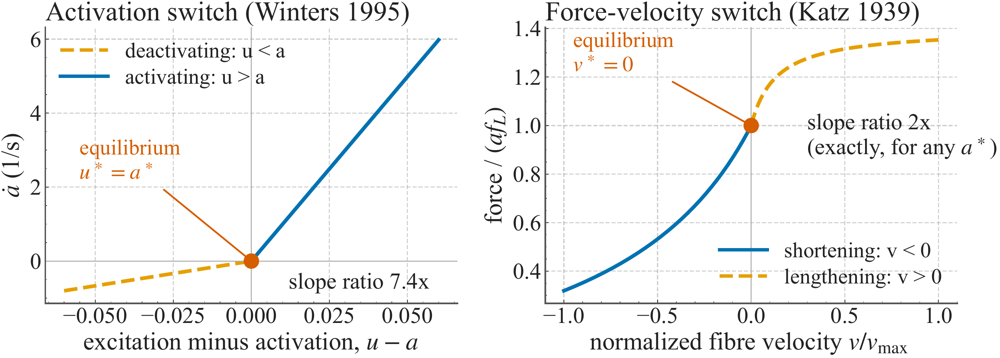 Activation switch (Winters 1995)
6
4
2
0
ȧ (1/s)
deactivating: u < a
activating: u > a
equilibrium
u* = a*
slope ratio 7.4x
−0.050
−0.025
0.000
0.025
0.050
excitation minus activation, u − a
Force-velocity switch (Katz 1939)
1.4
1.2
1.0
0.8
0.6
0.4
force / (af_L)
equilibrium
v* = 0
slope ratio 2x
(exactly, for any a*)
shortening: v < 0
lengthening: v > 0
−1.0
−0.5
0.0
0.5
1.0
normalized fibre velocity v/v_max